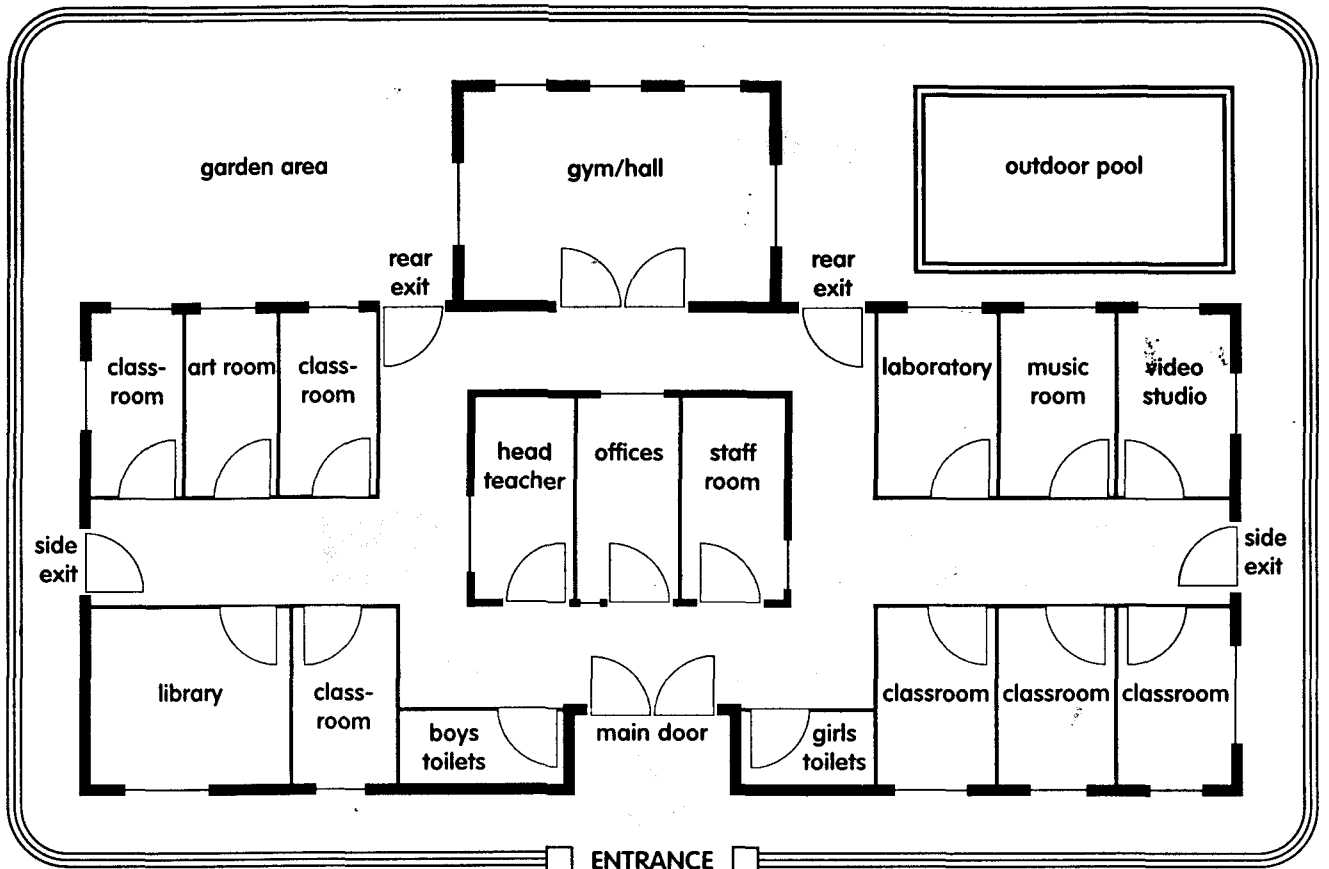 garden area
gym/hall
outdoor pool
rear
exit
rear
exit
class-
room
art room
class-
room
laboratory
music
room
video
studio
head
teacher
offices
staff
room
side
exit
side
exit
library
class-
room
boys
toilets
main door
girls
toilets
classroom
classroom
classroom
ENTRANCE